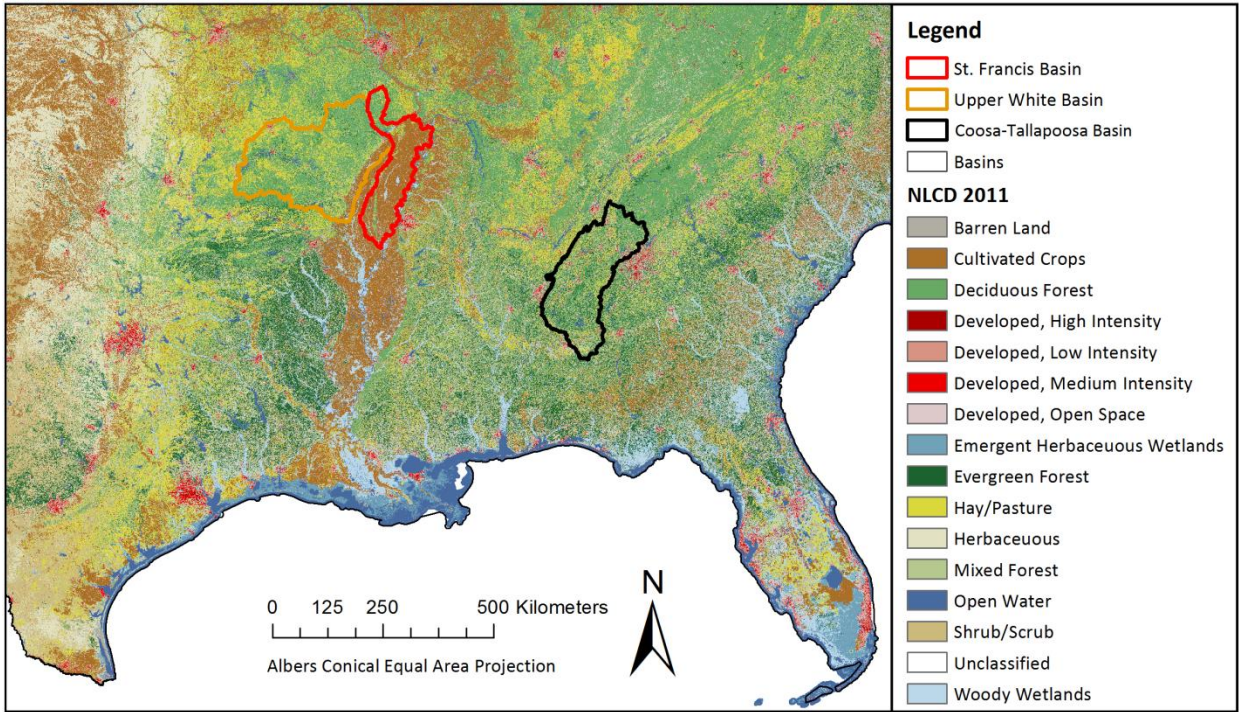 Legend
St. Francis Basin
Upper White Basin
Coosa-Tallapoosa Basin
Basins
NLCD 2011
Barren Land
Cultivated Crops
Deciduous Forest
Developed, High Intensity
Developed, Low Intensity
Developed, Medium Intensity
Developed, Open Space
Emergent Herbaceuous Wetlands
Evergreen Forest
Hay/Pasture
Herbaceuous
Mixed Forest
Open Water
Shrub/Scrub
Unclassified
Woody Wetlands
N
0 125 250 500 Kilometers
Albers Conical Equal Area Projection